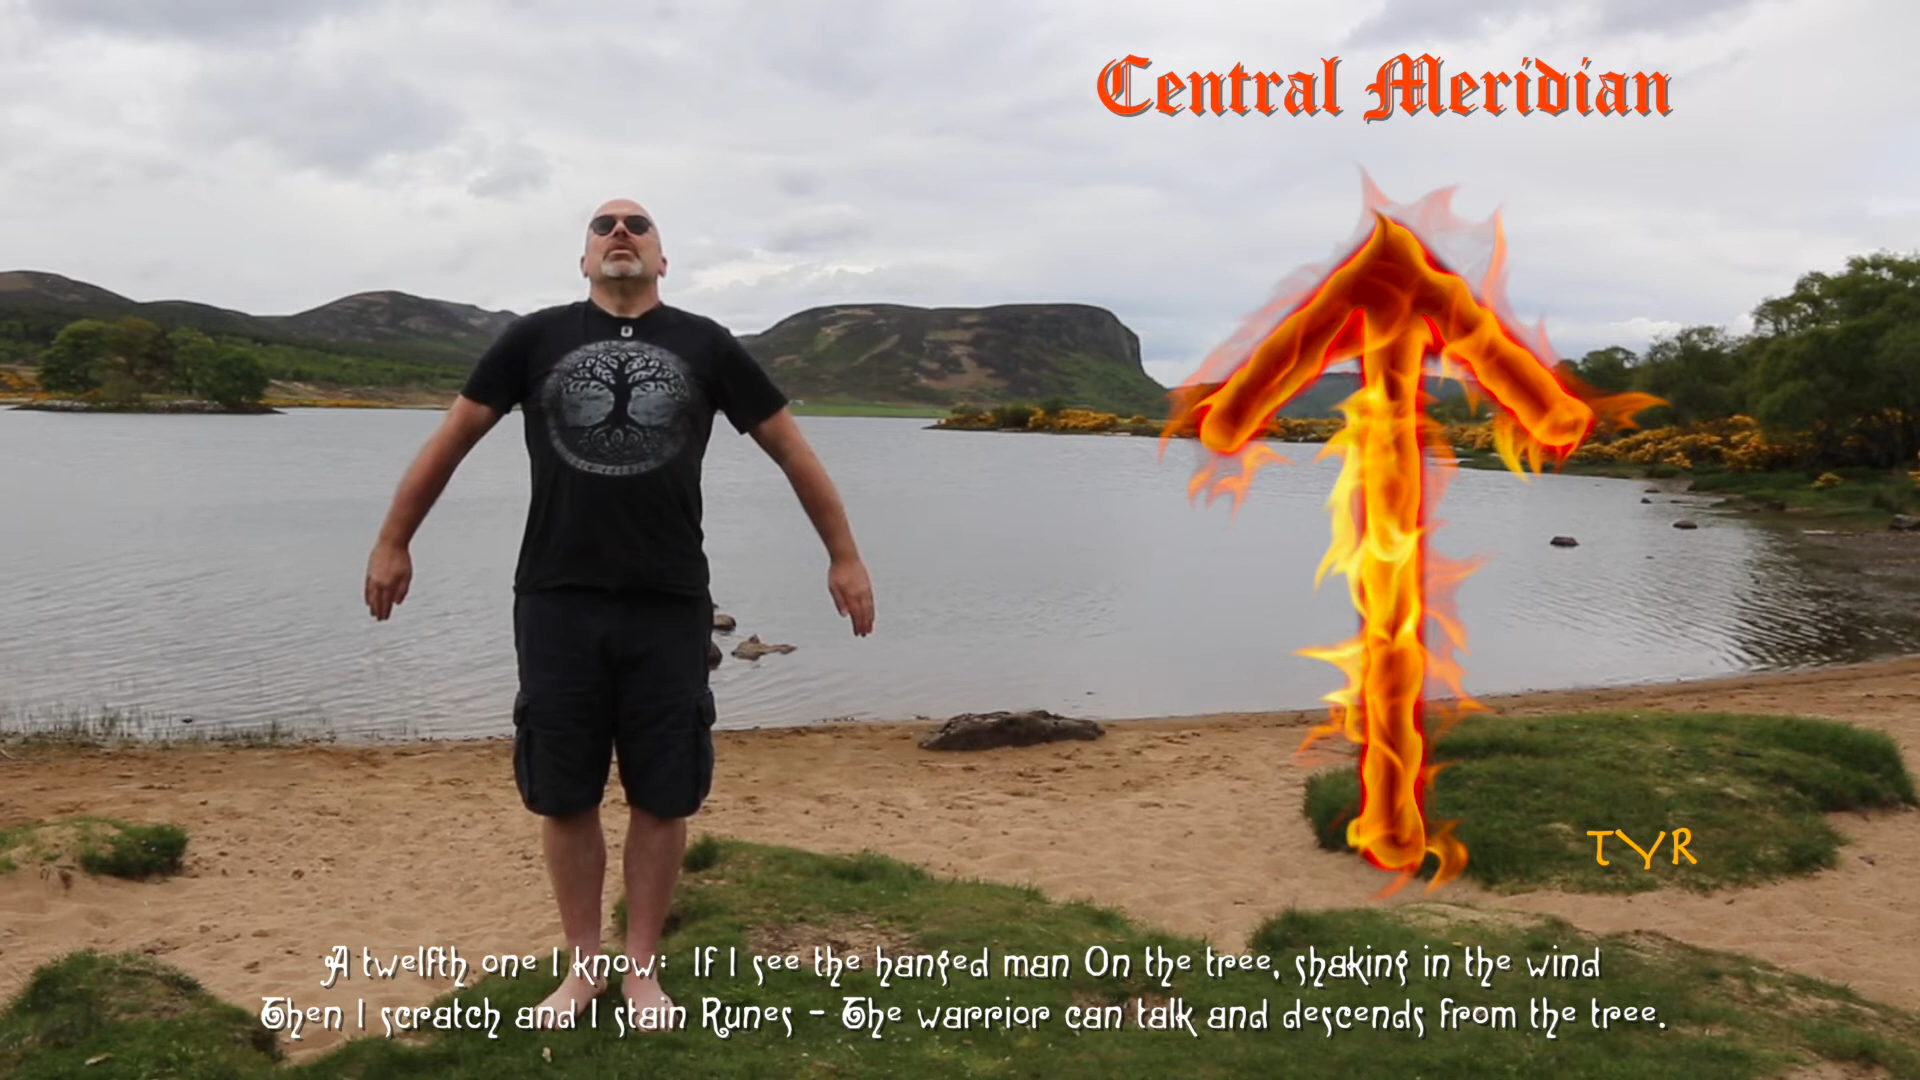 Central Meridian
TYR
A twelfth one I know: If I see the hanged man On the tree, shaking in the wind
Then I scratch and I stain Runes - The warrior can talk and descends from the tree.